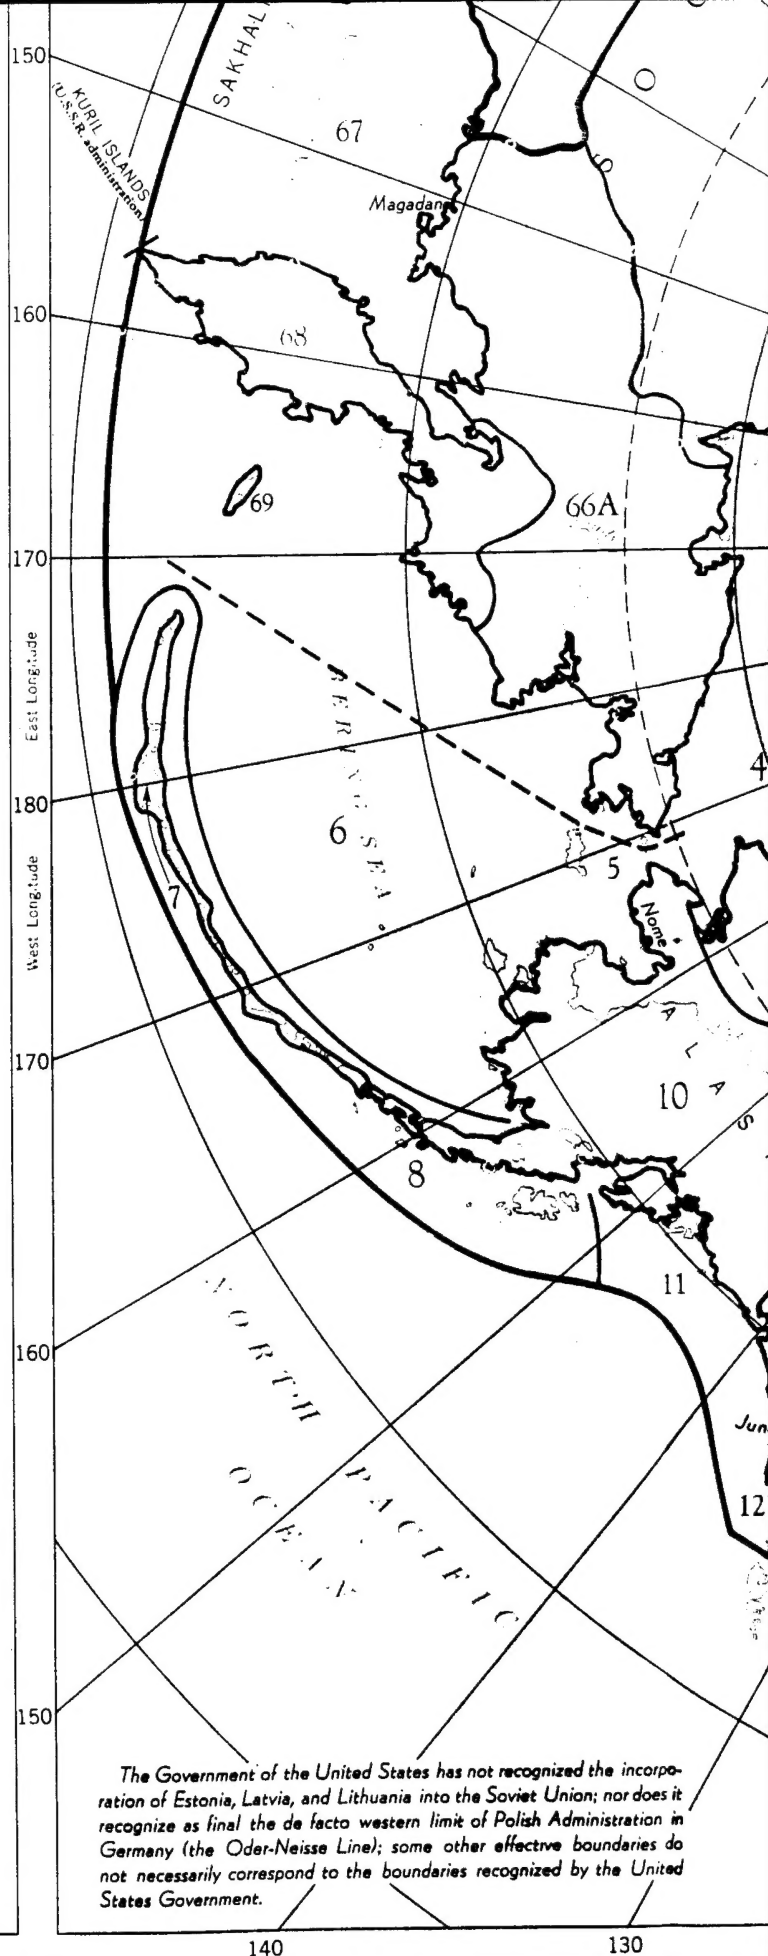 150
SAKHALI
KURIL ISLANDS
(U.S.S.R. administration)
67
O
S
Magadan
160
68
69
66A
170
East Longitude
BERING SEA
4
180
6
5
West Longitude
7
Nome
170
ALAS
10
8
11
160
NORTH PACIFIC
OCEAN
Jun
12
150
The Government of the United States has not recognized the incorpo-
ration of Estonia, Latvia, and Lithuania into the Soviet Union; nor does it
recognize as final the de facto western limit of Polish Administration in
Germany (the Oder-Neisse Line); some other effective boundaries do
not necessarily correspond to the boundaries recognized by the United
States Government.
140
130